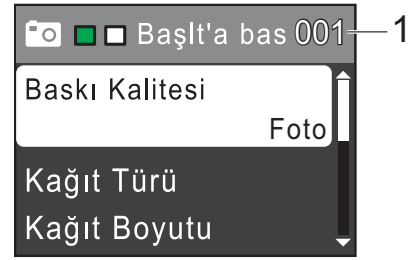 Başlt'a bas 001 1
Baskı Kalitesi
Foto
Kağıt Türü
Kağıt Boyutu